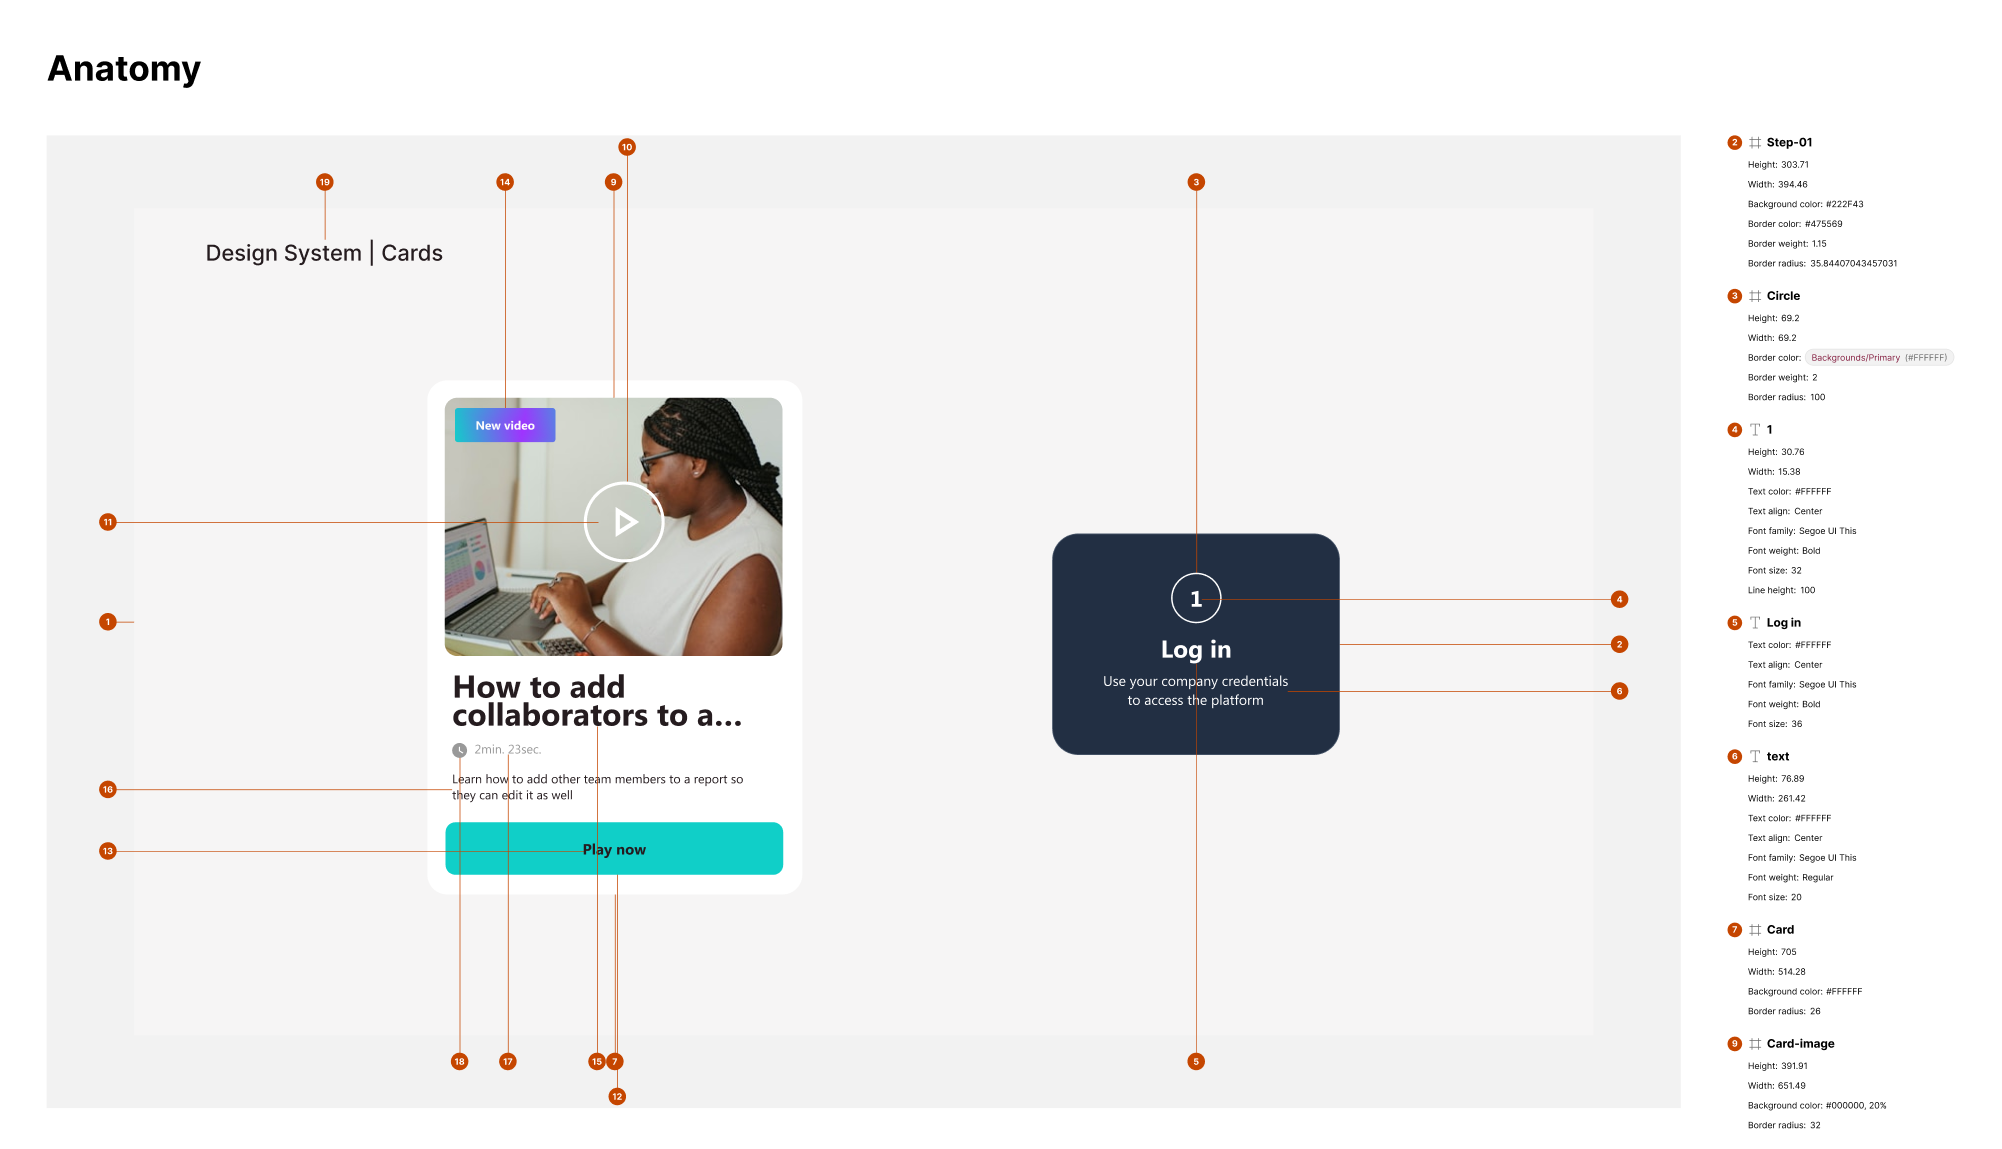 Anatomy
10
19
14
9
3
Design System | Cards
New video
11
1
How to add
collaborators to a...
2min. 23sec.
Learn how to add other team members to a report so
they can edit it as well
16
Play now
13
1
Log in
Use your company credentials
to access the platform
4
2
6
18
17
15
7
12
5
2 Step-01
Height: 303.71
Width: 394.46
Background color: #222F43
Border color: #475569
Border weight: 1.15
Border radius: 35.84407043457031
3 Circle
Height: 69.2
Width: 69.2
Border color: Backgrounds/Primary (#FFFFFF)
Border weight: 2
Border radius: 100
4 1
Height: 30.76
Width: 15.38
Text color: #FFFFFF
Text align: Center
Font family: Segoe UI This
Font weight: Bold
Font size: 32
Line height: 100
5 Log in
Text color: #FFFFFF
Text align: Center
Font family: Segoe UI This
Font weight: Bold
Font size: 36
6 text
Height: 76.89
Width: 261.42
Text color: #FFFFFF
Text align: Center
Font family: Segoe UI This
Font weight: Regular
Font size: 20
7 Card
Height: 705
Width: 514.28
Background color: #FFFFFF
Border radius: 26
9 Card-image
Height: 391.91
Width: 651.49
Background color: #000000, 20%
Border radius: 32